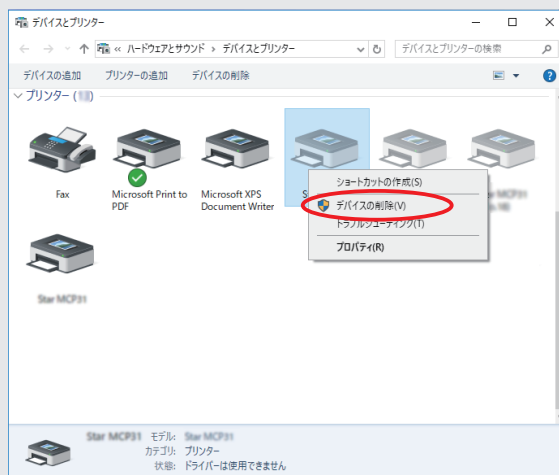 デバイスとプリンター
« ハードウェアとサウンド › デバイスとプリンター
デバイスとプリンターの検索
デバイスの追加 プリンターの追加 デバイスの削除
プリンター (
Fax
Microsoft Print to
PDF
Microsoft XPS
Document Writer
ショートカットの作成(S)
デバイスの削除(V)
トラブルシューティング(T)
プロパティ(R)
Star MCP31
Star MCP31 モデル: Star MCP31
カテゴリ: プリンター
状態: ドライバーは使用できません